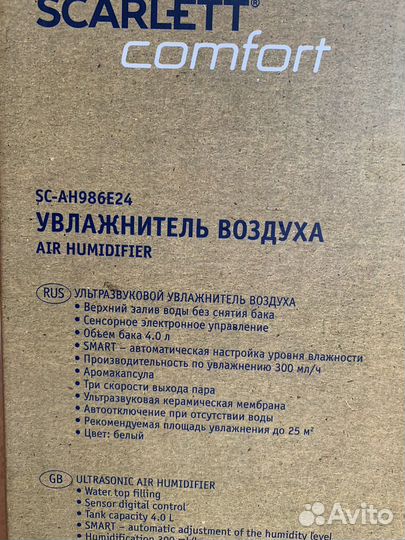 SCARLETT®
comfort
SC-AH986E24
УВЛАЖНИТЕЛЬ ВОЗДУХА
AIR HUMIDIFIER
RUS УЛЬТРАЗВУКОВОЙ УВЛАЖНИТЕЛЬ ВОЗДУХА
• Верхний залив воды без снятия бака
• Сенсорное электронное управление
• Объем бака 4.0 л
• SMART – автоматическая настройка уровня влажности
• Производительность по увлажнению 300 мл/ч
• Аромакапсула
• Три скорости выхода пара
• Ультразвуковая керамическая мембрана
• Автоотключение при отсутствии воды
• Рекомендуемая площадь увлажнения до 25 м²
• Цвет: белый
GB ULTRASONIC AIR HUMIDIFIER
• Water top filling
• Sensor digital control
• Tank capacity 4.0 L
• SMART – automatic adjustment of the humidity level
• Humidification 300 ml/h
Avito